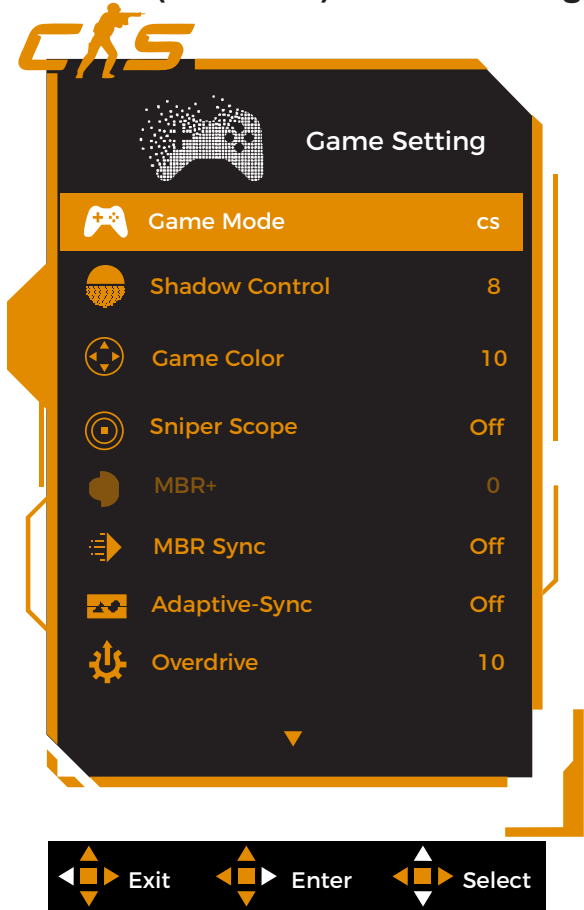 CS
Game Setting
Game Mode cs
Shadow Control 8
Game Color 10
Sniper Scope Off
MBR+ 0
MBR Sync Off
Adaptive-Sync Off
Overdrive 10
Exit Enter Select